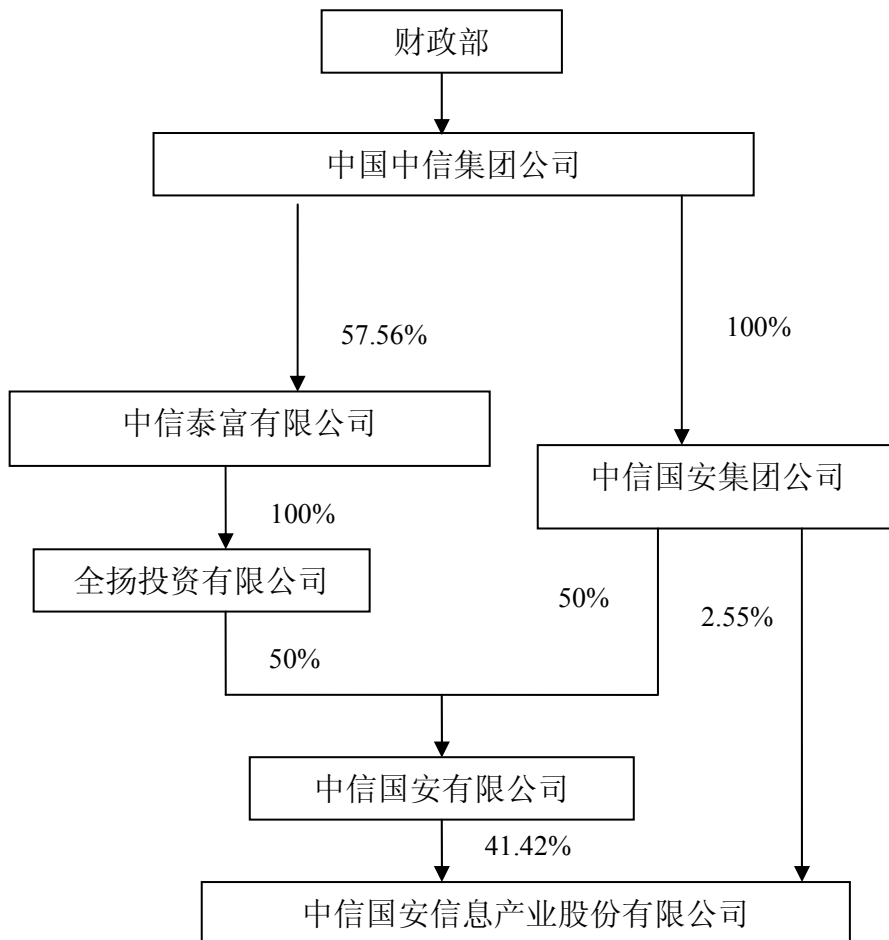 财政部
中国中信集团公司
57.56%
100%
中信泰富有限公司
中信国安集团公司
100%
全扬投资有限公司
50%
2.55%
50%
中信国安有限公司
41.42%
中信国安信息产业股份有限公司